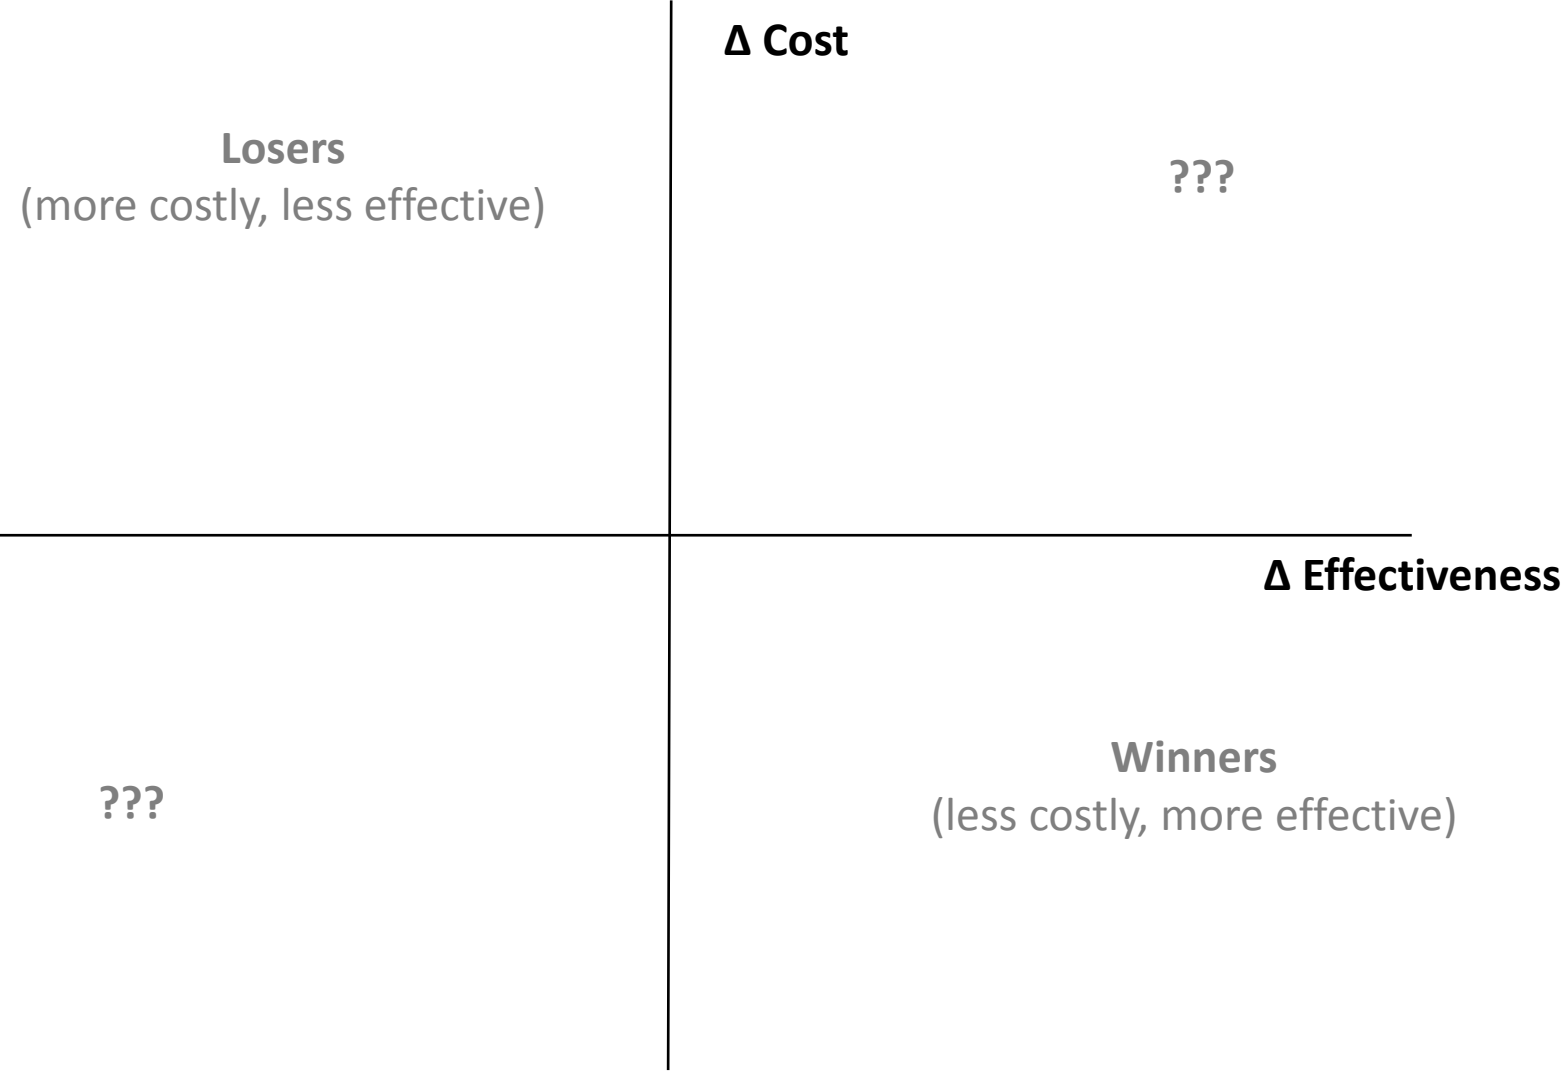 Δ Cost
Losers
(more costly, less effective)
???
Δ Effectiveness
Winners
(less costly, more effective)
???